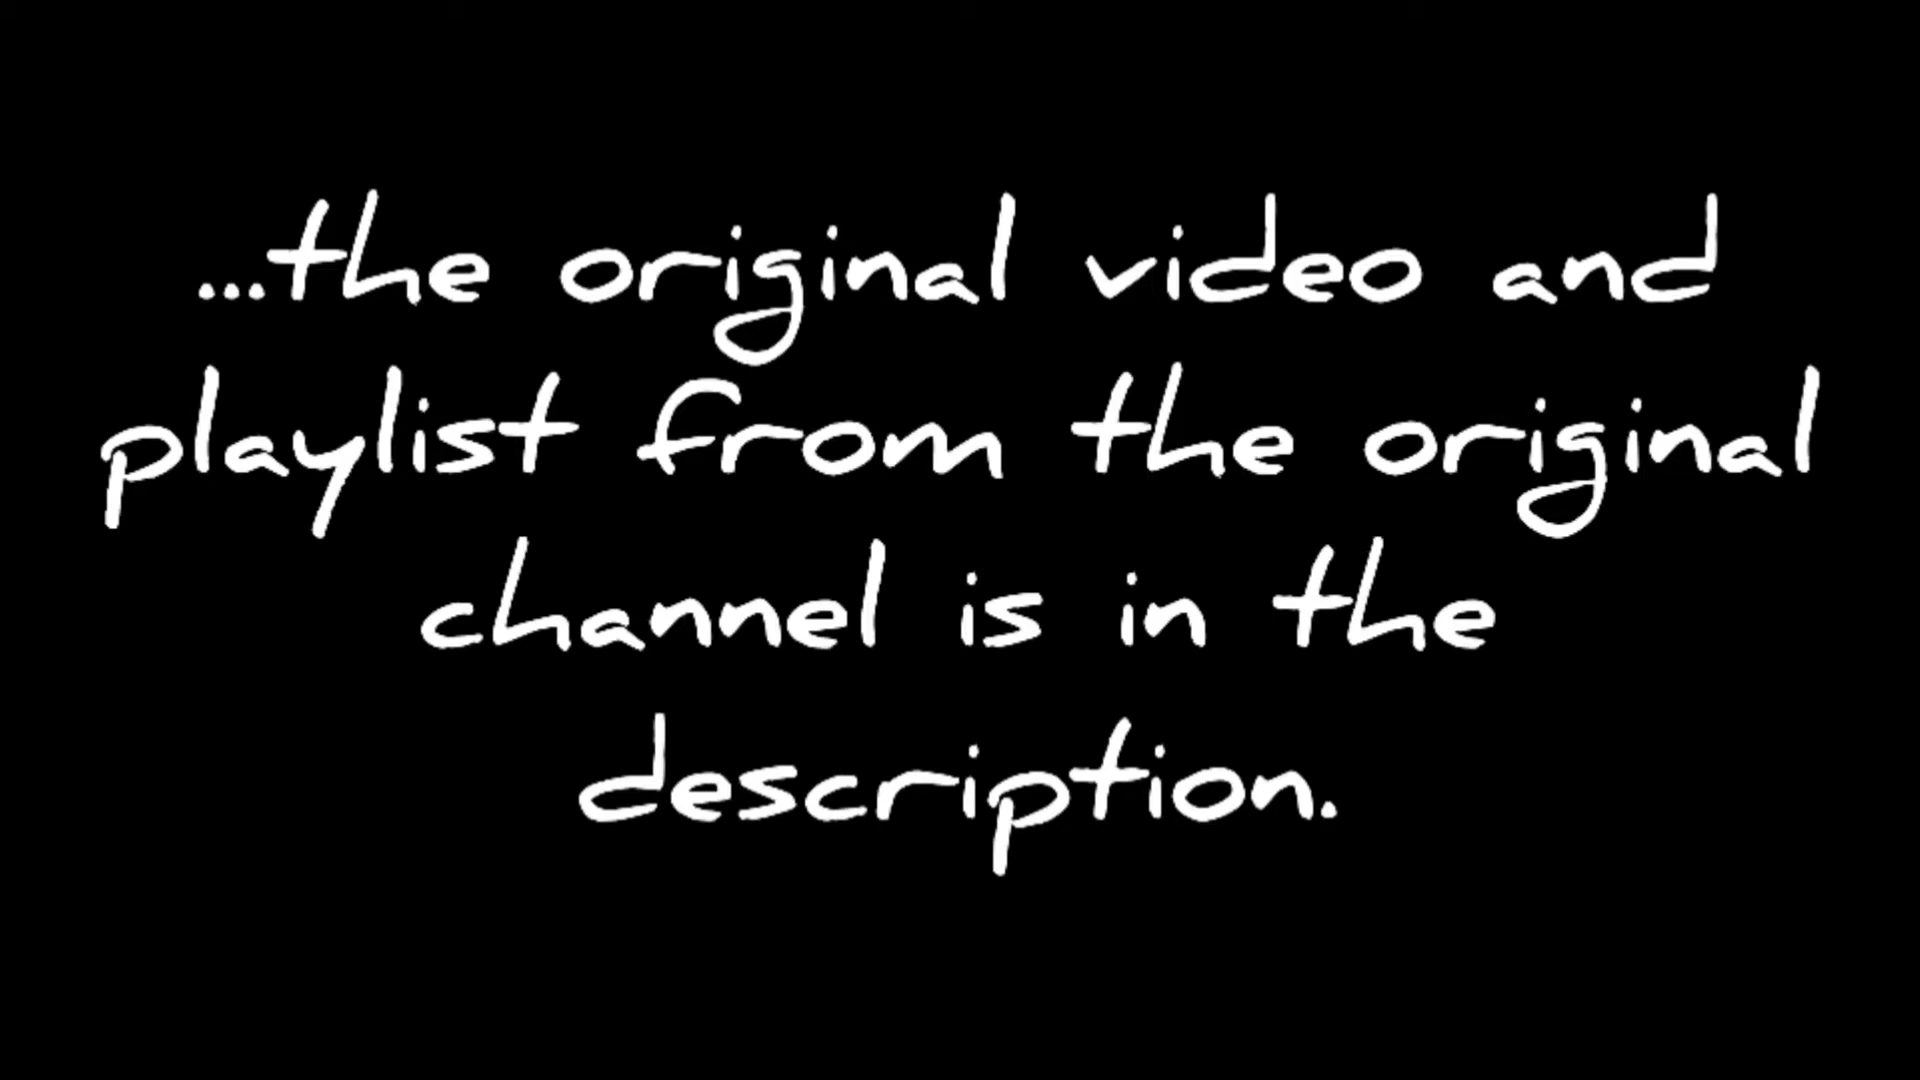 ...the original video and
playlist from the original
channel is in the
description.